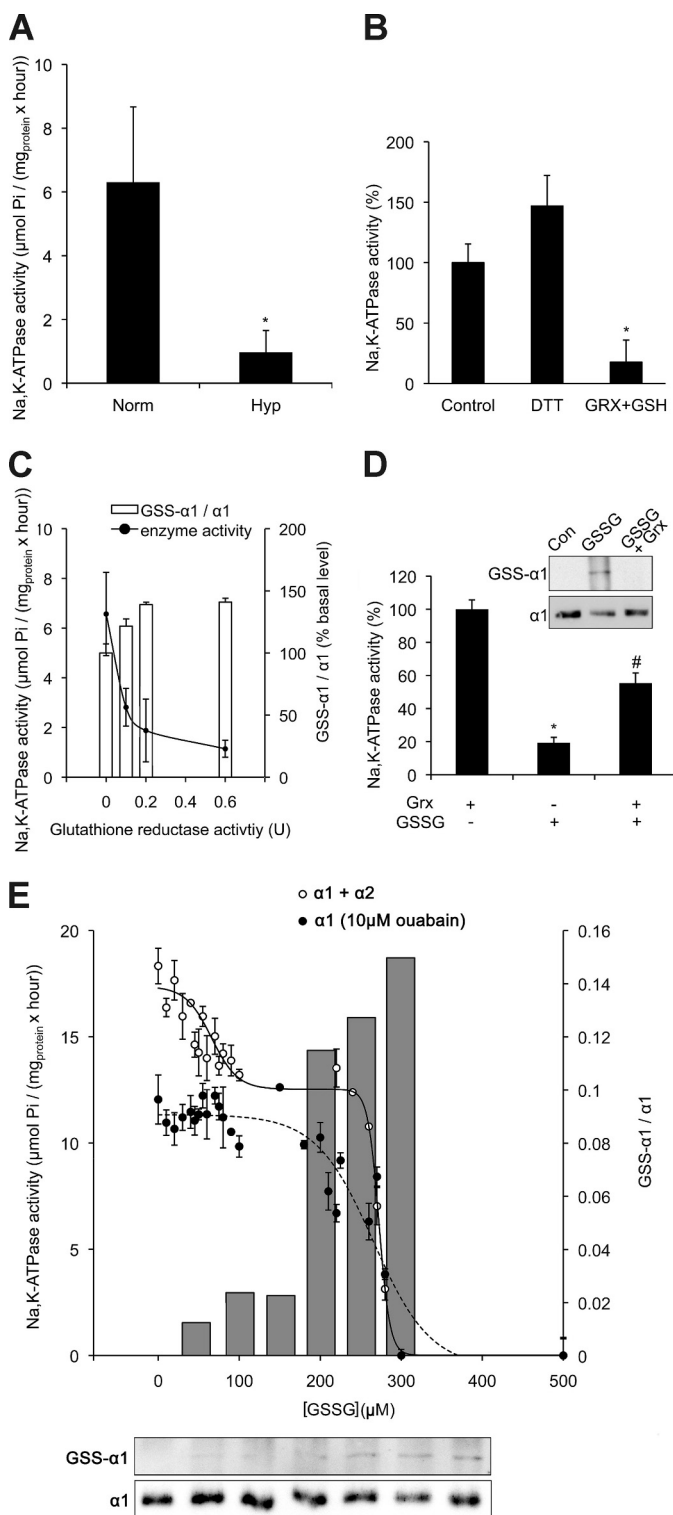 A
Na,K-ATPase activity (µmol Pi / (mgprotein x hour))
10
8
6
4
2
0
*
Norm
Hyp
B
Na,K-ATPase activity (%)
200
150
100
50
0
*
Control
DTT
GRX+GSH
C
GSS-α1 / α1
enzyme activity
Na,K-ATPase activity (µmol Pi / (mgprotein x hour))
10
8
6
4
2
0
200
150
100
50
0
GSS-α1 / α1 (% basal level)
0
0.2
0.4
0.6
Glutathione reductase activtiy (U)
D
Con
GSSG
GSSG + Grx
GSS-α1
α1
Na,K-ATPase activity (%)
120
100
80
60
40
20
0
*
#
Grx + - +
GSSG - + +
E
α1 + α2
α1 (10µM ouabain)
Na,K-ATPase activity (µmol Pi / (mgprotein x hour))
20
15
10
5
0
0.16
0.14
0.12
0.1
0.08
0.06
0.04
0.02
0
GSS-α1 / α1
0
100
200
300
400
500
[GSSG](µM)
GSS-α1
α1